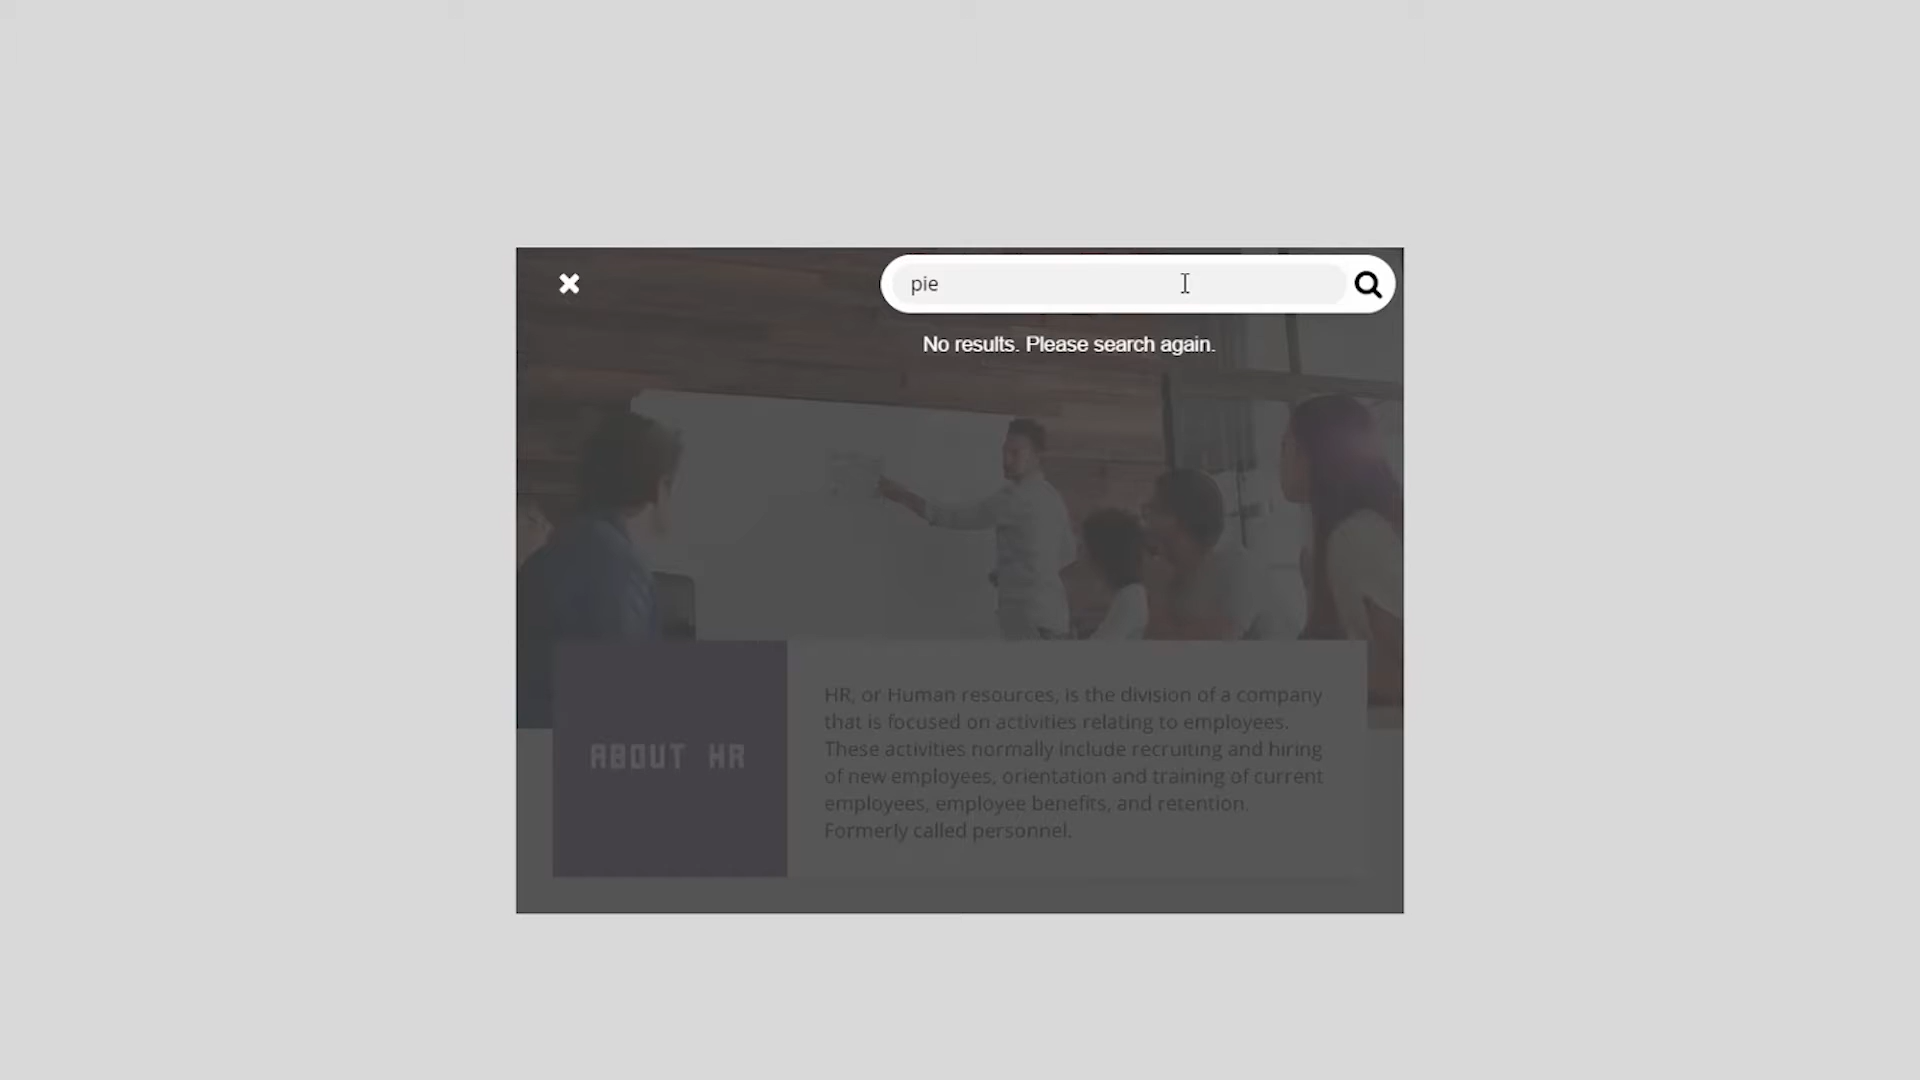 pie
No results. Please search again.
HR, or Human resources, is the division of a company
that is focused on activities relating to employees.
These activities normally include recruiting and hiring
of new employees, orientation and training of current
employees, employee benefits, and retention.
Formerly called personnel.
ABOUT HR